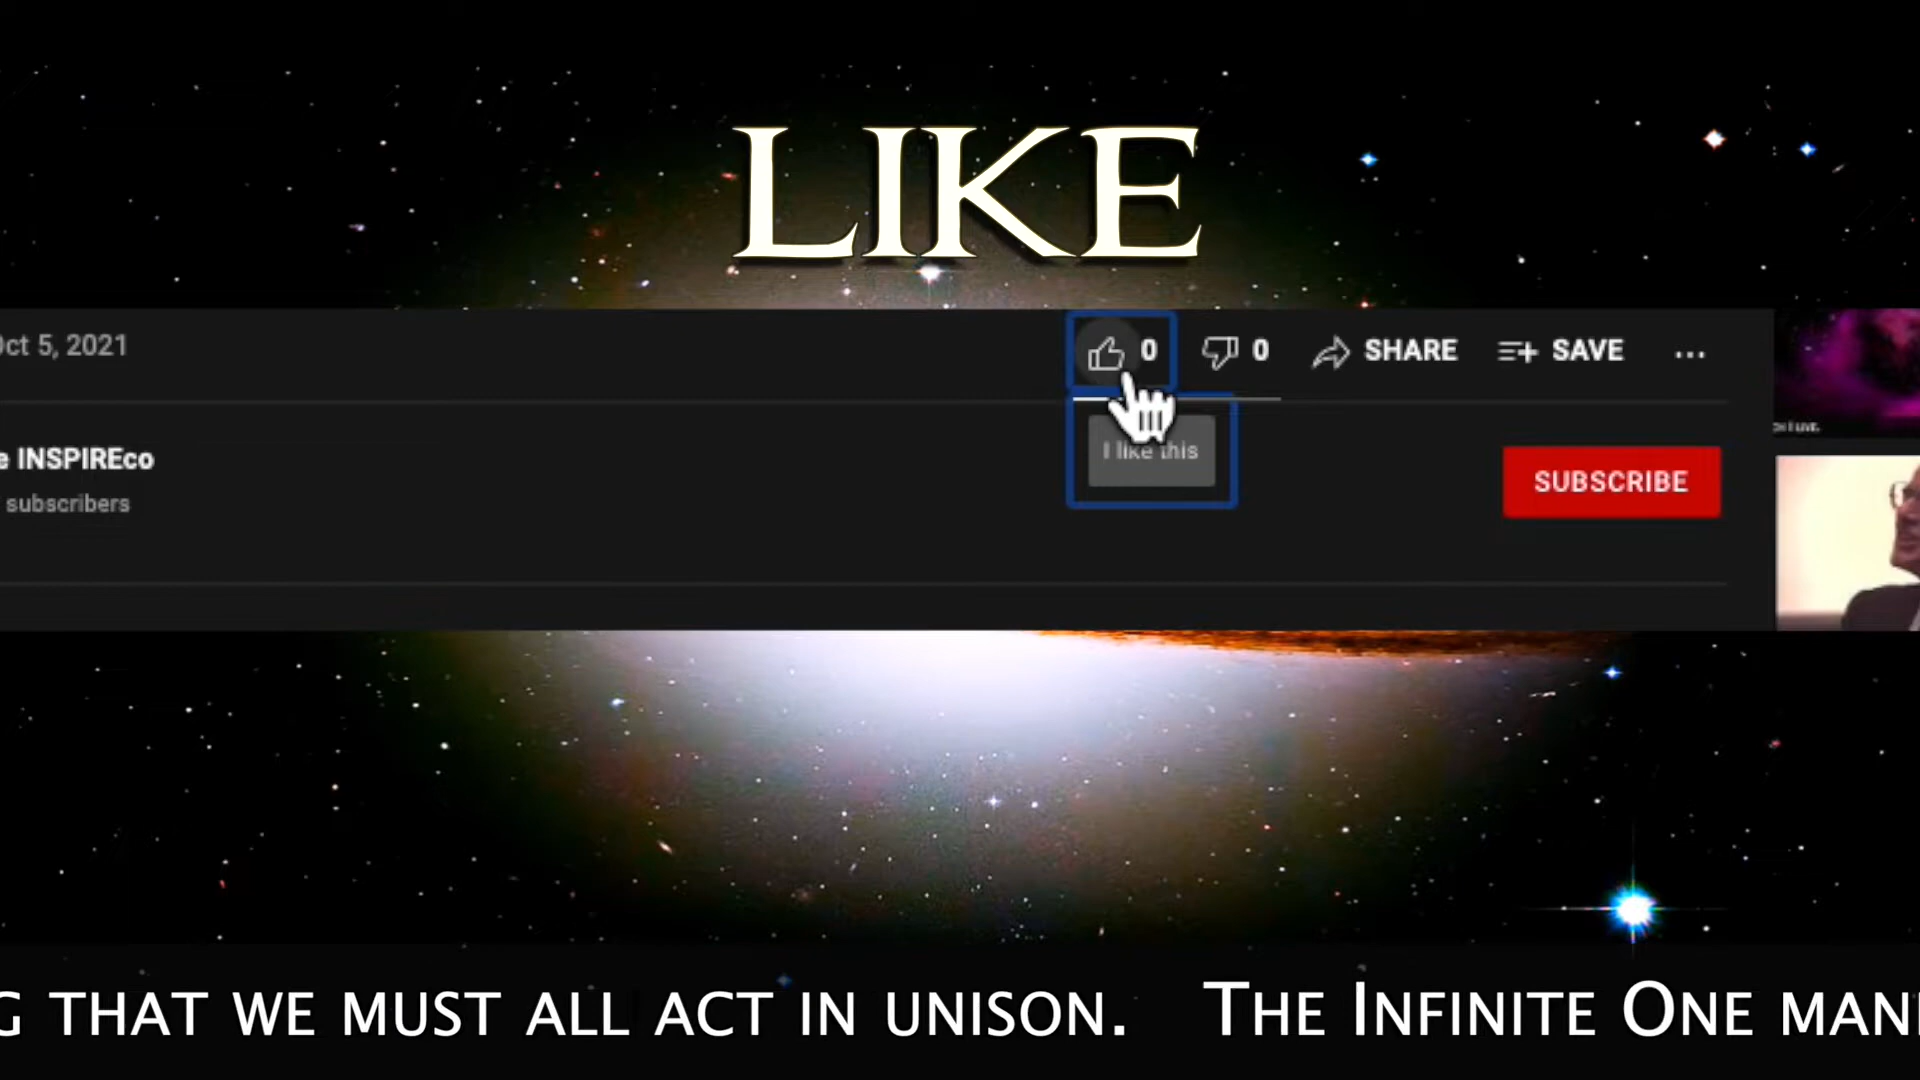 LIKE
Oct 5, 2021
0
0
SHARE
SAVE
e INSPIREco
subscribers
I like this
SUBSCRIBE
G THAT WE MUST ALL ACT IN UNISON. THE INFINITE ONE MANI